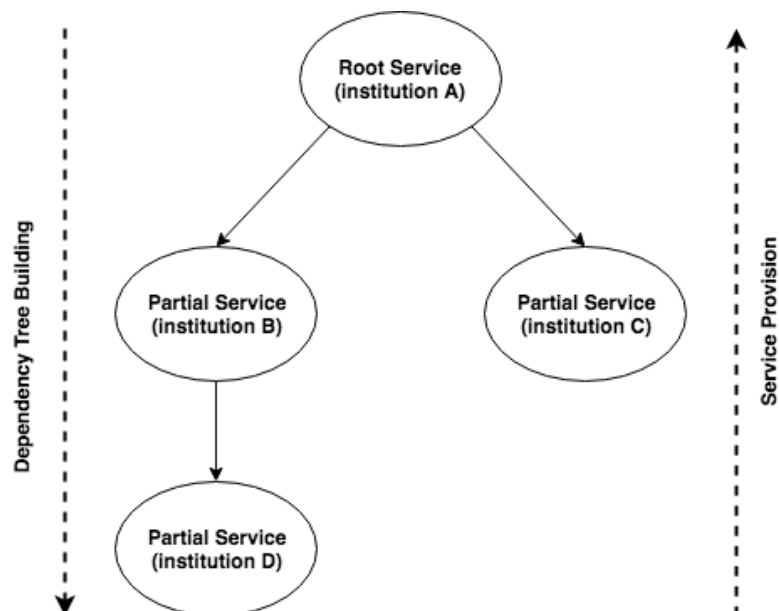 Root Service
(institution A)
Dependency Tree Building
Service Provision
Partial Service
(institution B)
Partial Service
(institution C)
Partial Service
(institution D)